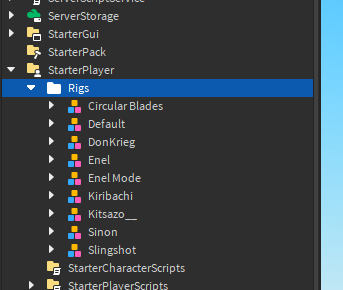 ServerScriptService
ServerStorage
StarterGui
StarterPack
StarterPlayer
Rigs
Circular Blades
Default
DonKrieg
Enel
Enel Mode
Kiribachi
Kitsazo__
Sinon
Slingshot
StarterCharacterScripts
StarterPlayerScripts